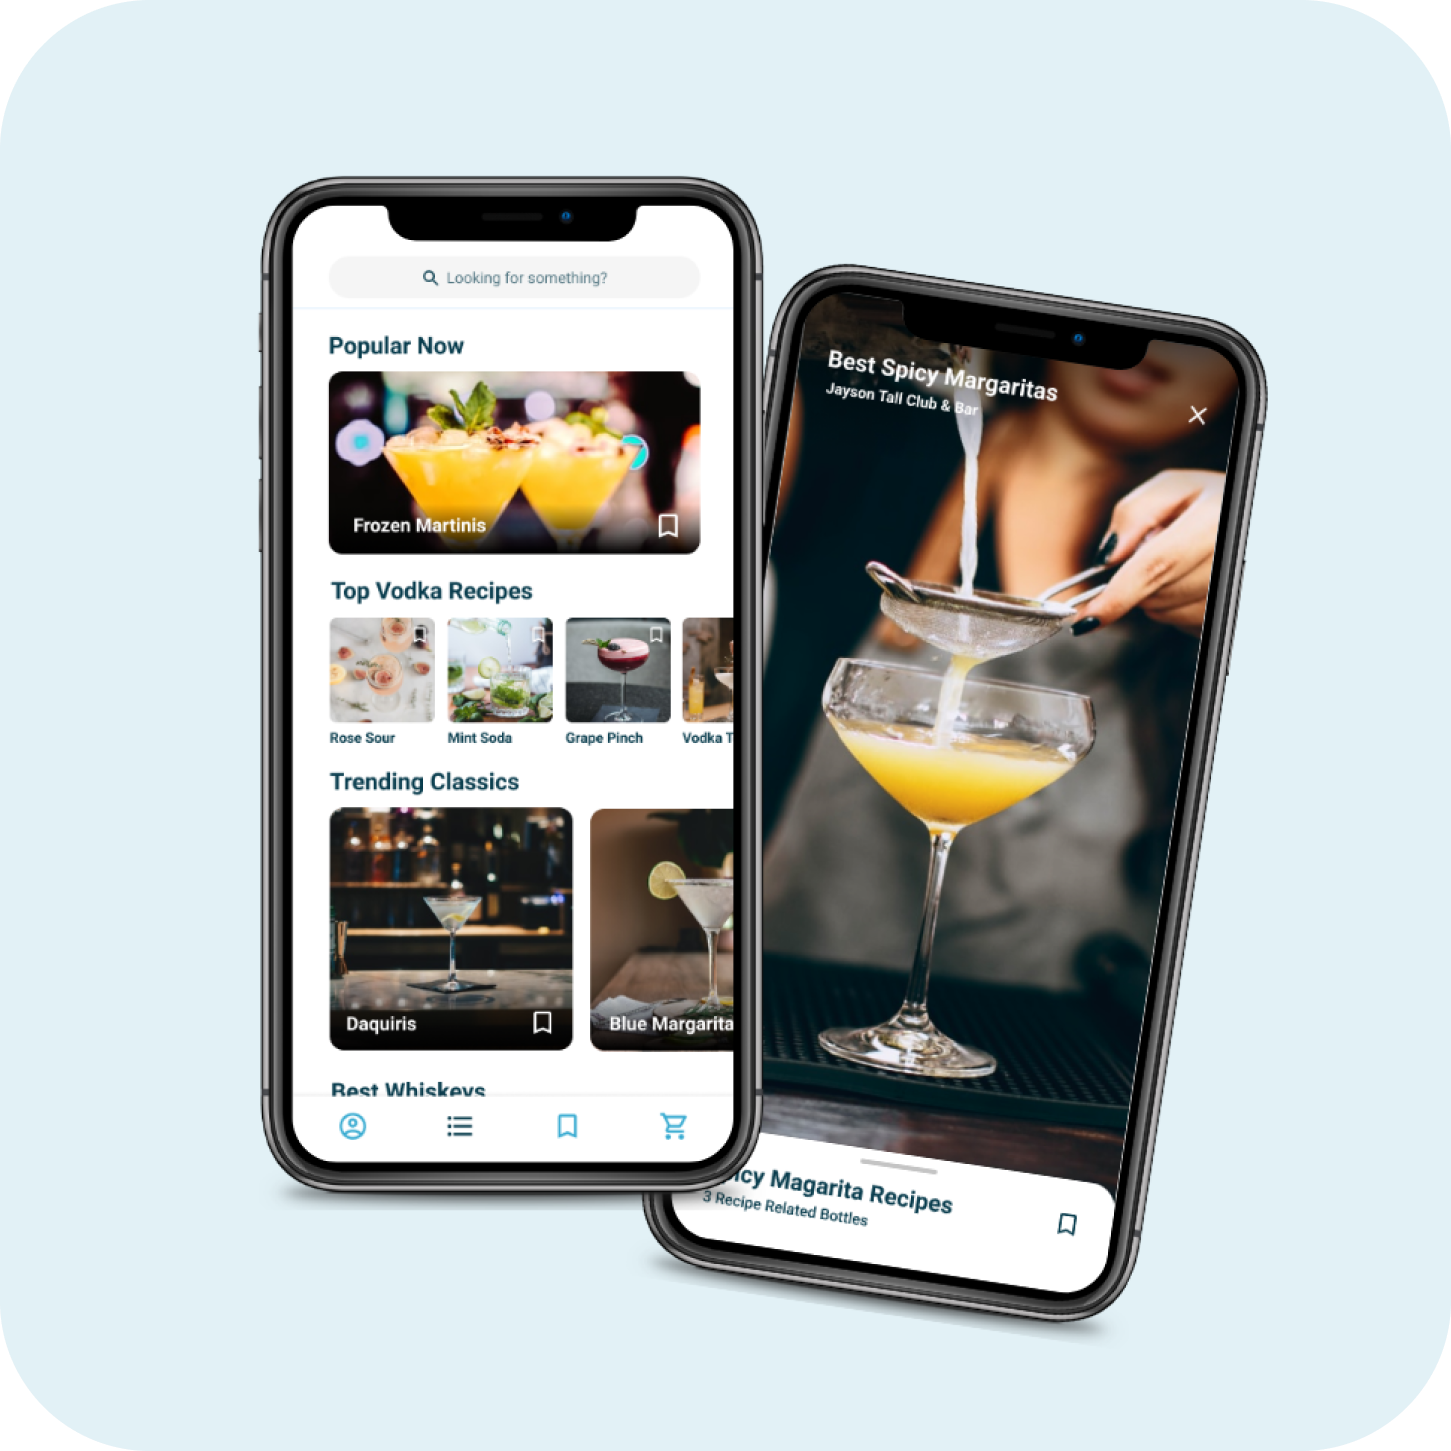 Looking for something?
Popular Now
Frozen Martinis
Top Vodka Recipes
Rose Sour
Mint Soda
Grape Pinch
Vodka T
Trending Classics
Daquiris
Blue Margarita
Best Whiskeys
Best Spicy Margaritas
Jayson Tall Club & Bar
icy Magarita Recipes
3 Recipe Related Bottles